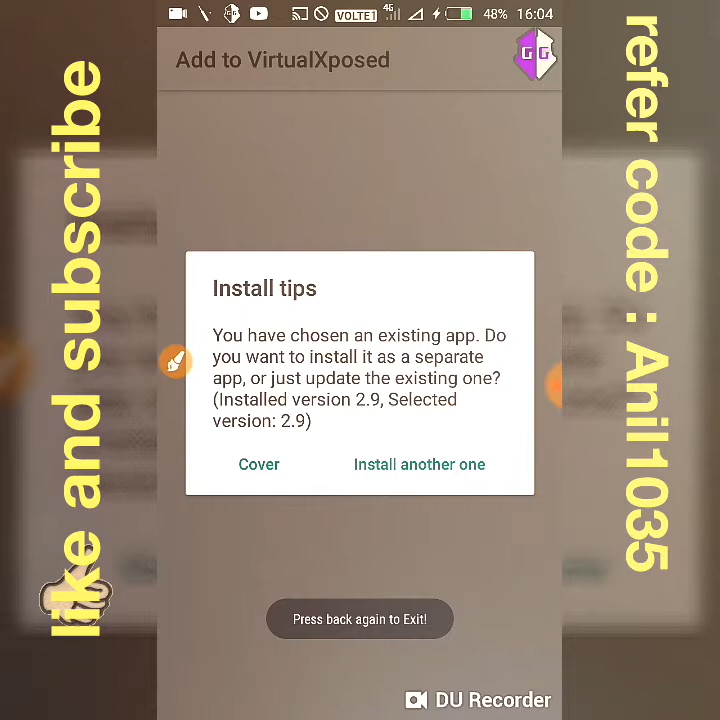 VOLTE1 4G 48% 16:04
Add to VirtualXposed
GG
Install tips
You have chosen an existing app. Do
you want to install it as a separate
app, or just update the existing one?
(Installed version 2.9, Selected
version: 2.9)
Cover Install another one
Press back again to Exit!
DU Recorder
like and subscribe
refer code : Anil1035